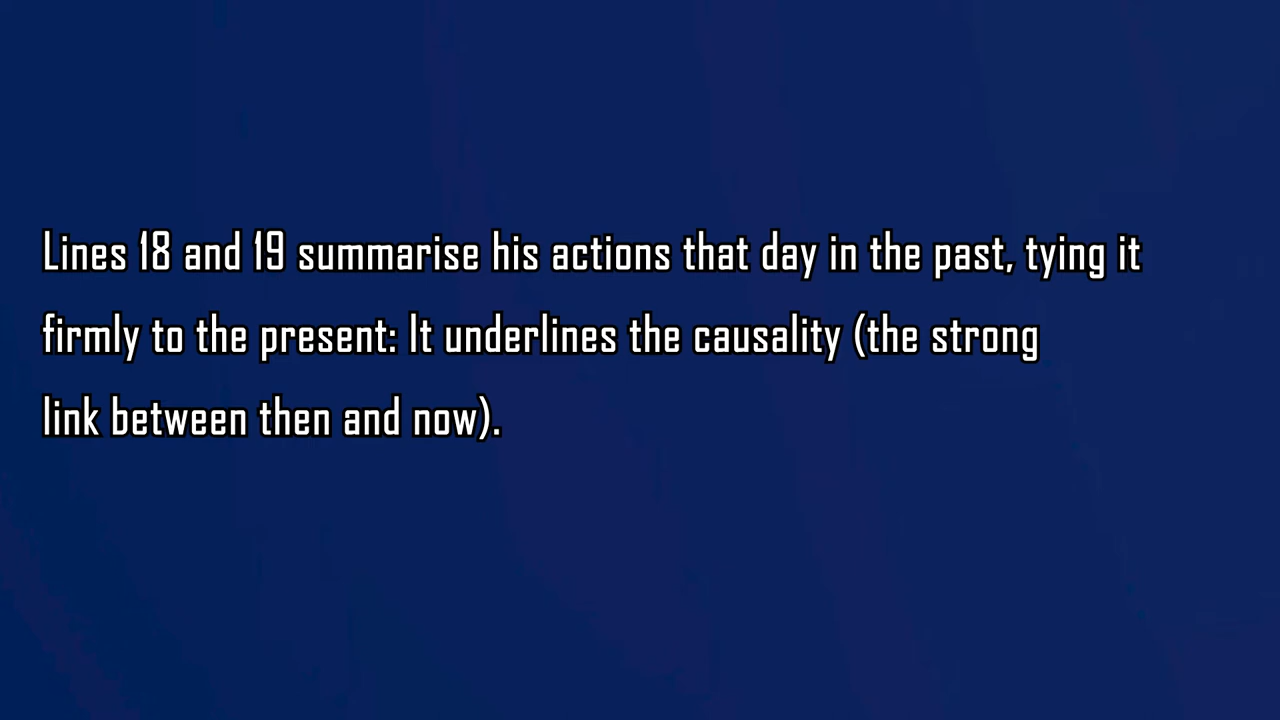 Lines 18 and 19 summarise his actions that day in the past, tying it
firmly to the present: It underlines the causality (the strong
link between then and now).